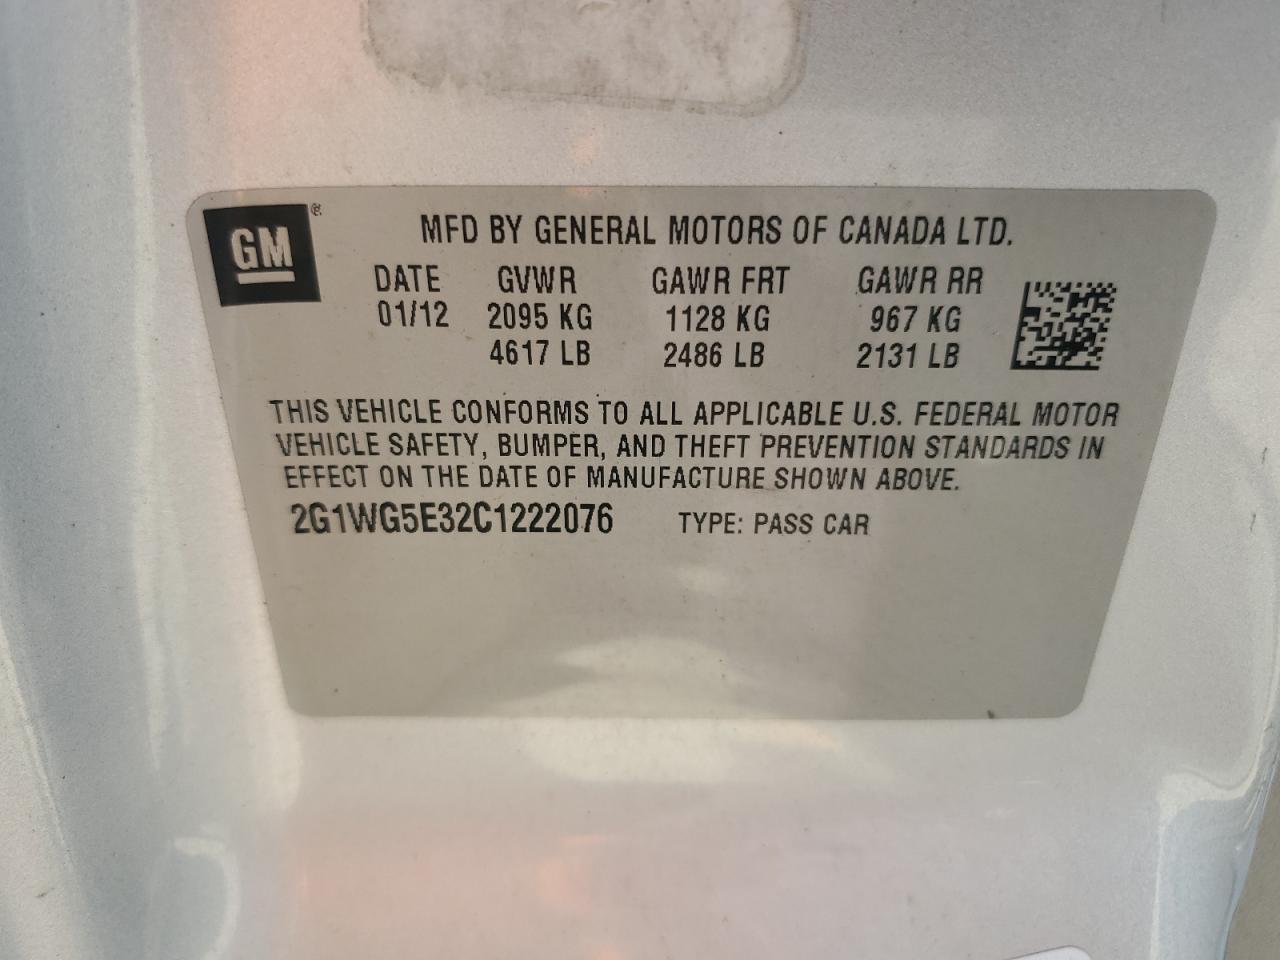 GM®
MFD BY GENERAL MOTORS OF CANADA LTD.
DATE GVWR GAWR FRT GAWR RR
01/12 2095 KG 1128 KG 967 KG
4617 LB 2486 LB 2131 LB
THIS VEHICLE CONFORMS TO ALL APPLICABLE U.S. FEDERAL MOTOR
VEHICLE SAFETY, BUMPER, AND THEFT PREVENTION STANDARDS IN
EFFECT ON THE DATE OF MANUFACTURE SHOWN ABOVE.
2G1WG5E32C1222076 TYPE: PASS CAR